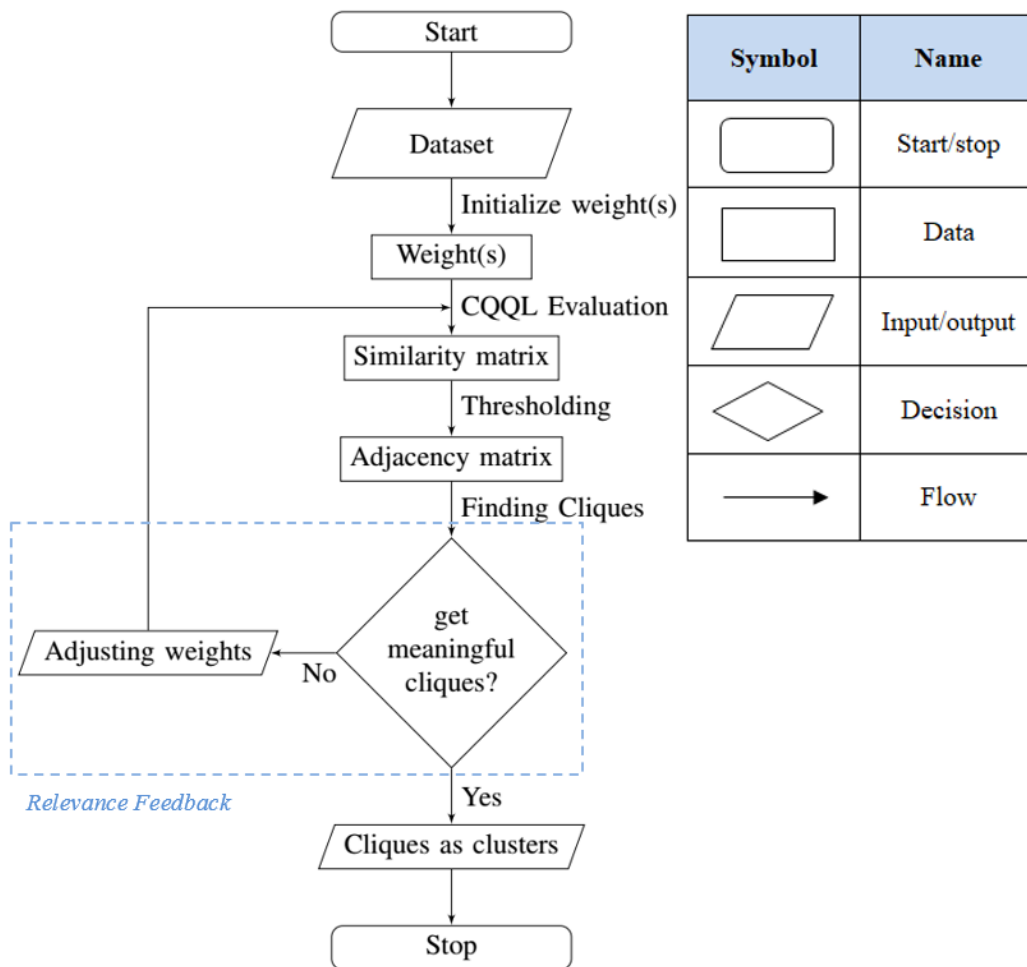 Start
Dataset
Initialize weight(s)
Weight(s)
CQQL Evaluation
Similarity matrix
Thresholding
Adjacency matrix
Finding Cliques
get
meaningful
cliques?
No
Adjusting weights
Relevance Feedback
Yes
Cliques as clusters
Stop
Symbol Name
Start/stop
Data
Input/output
Decision
Flow